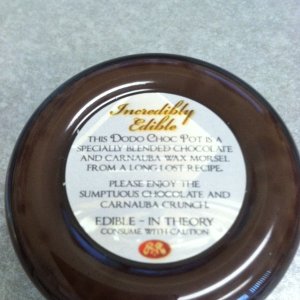 Incredibly
Edible
THIS DODO CHOC POT IS A
SPECIALLY BLENDED CHOCOLATE
AND CARNAUBA WAX MORSEL
FROM A LONG LOST RECIPE.
PLEASE ENJOY THE
SUMPTUOUS CHOCOLATE AND
CARNAUBA CRUNCH.
EDIBLE - IN THEORY
CONSUME WITH CAUTION